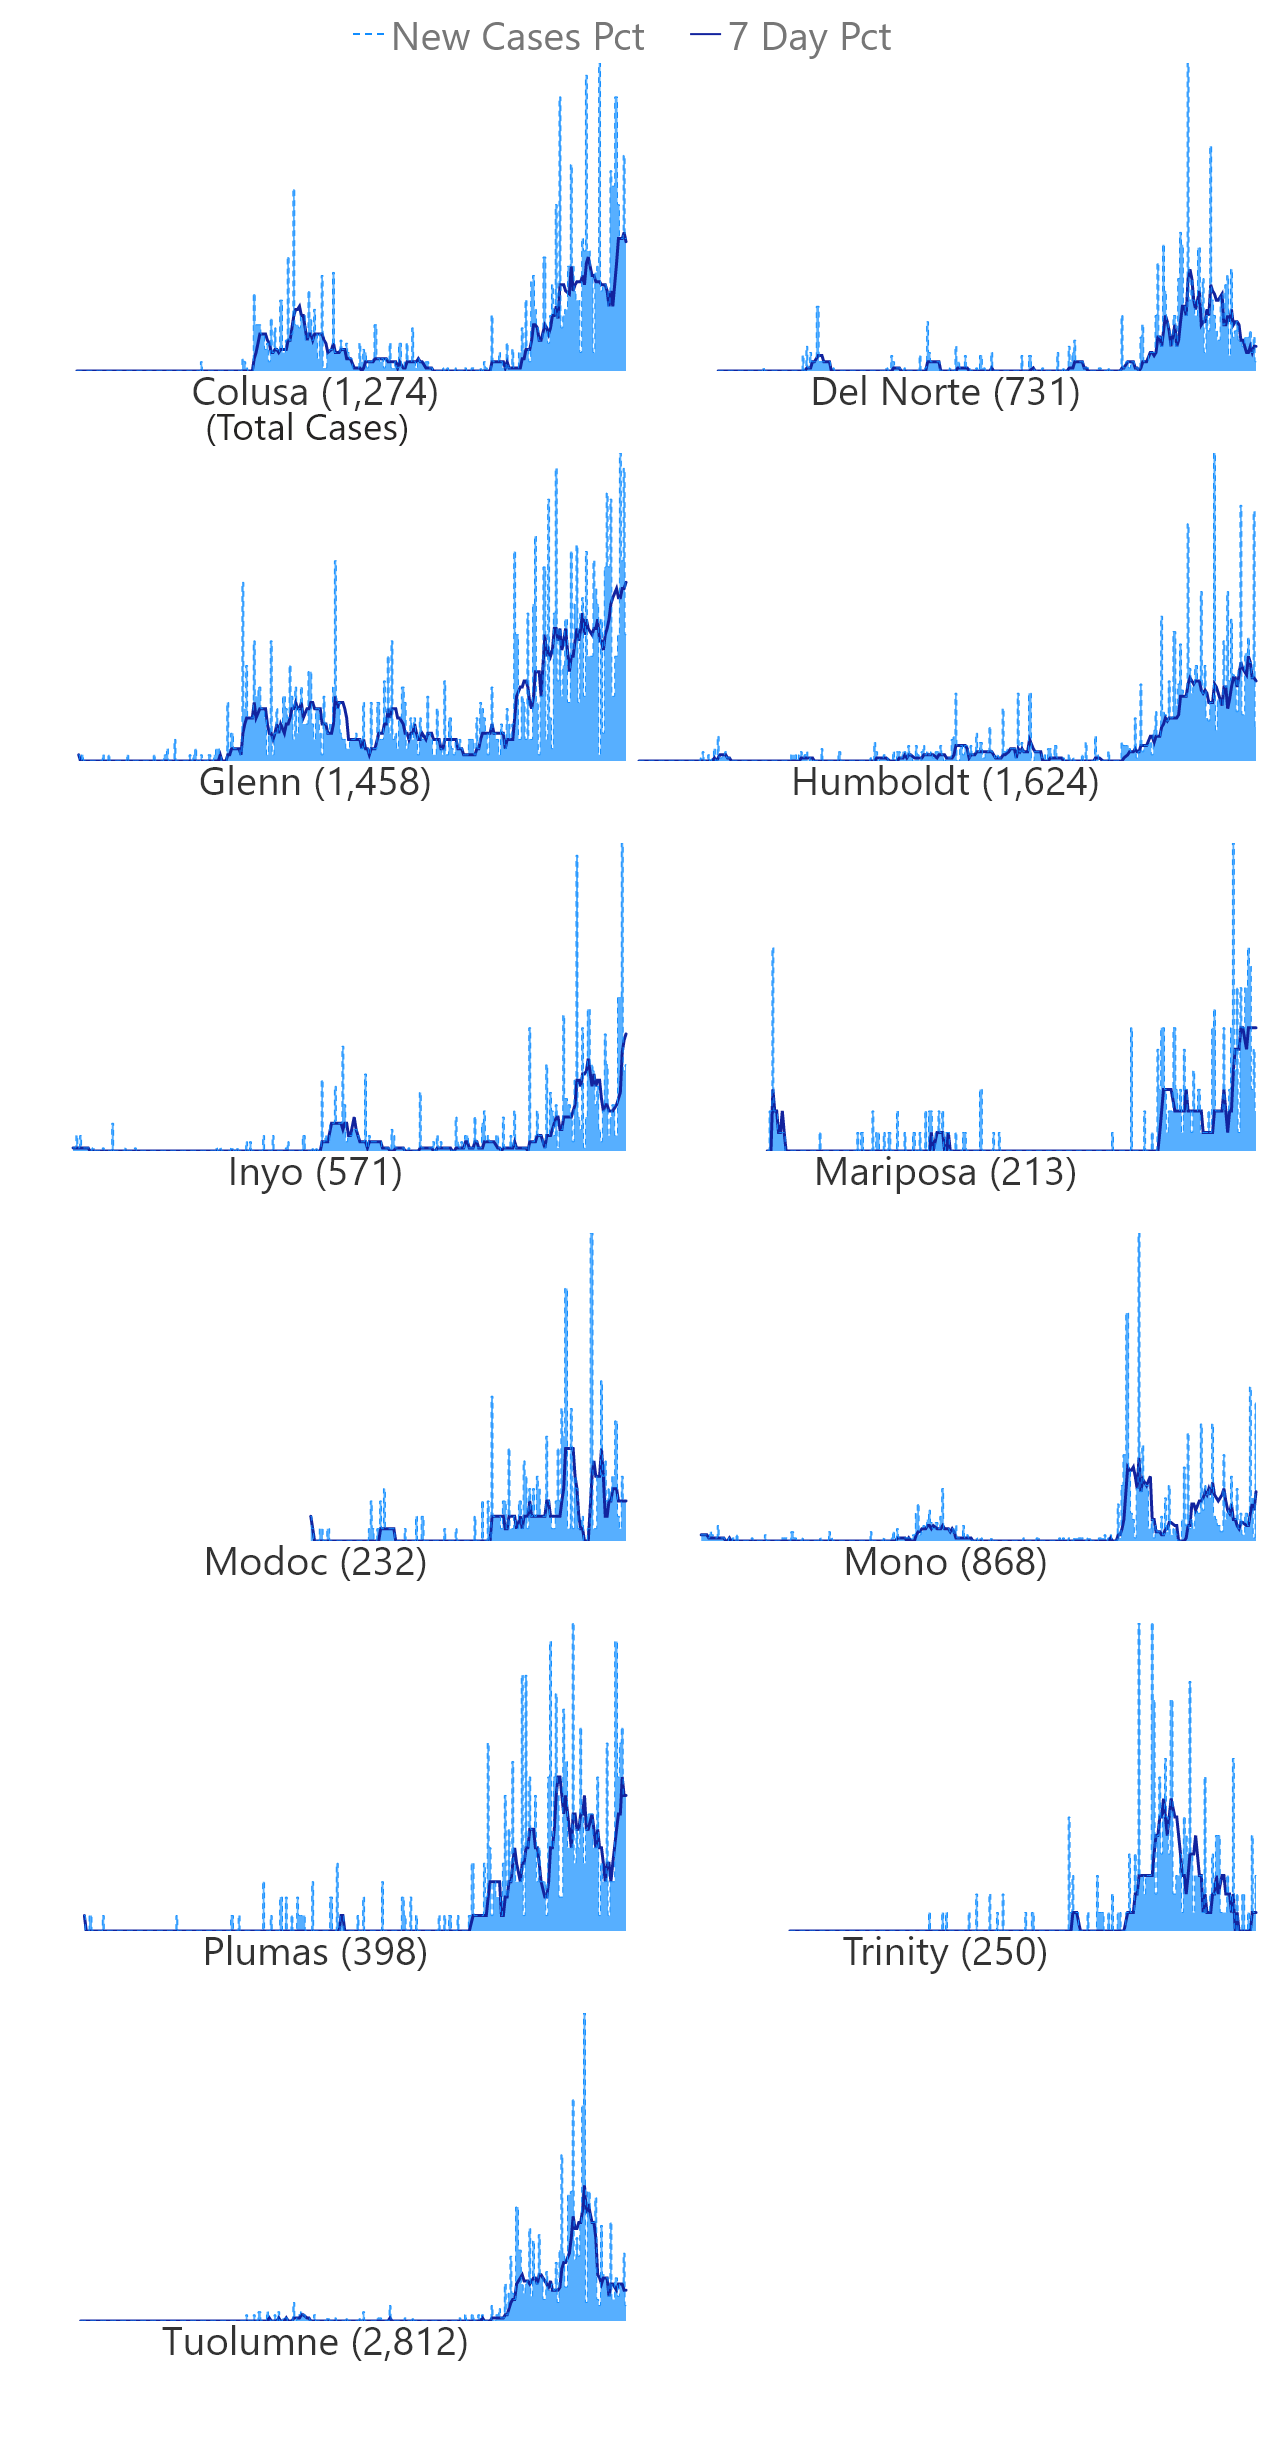 New Cases Pct 7 Day Pct
Colusa (1,274) Del Norte (731)
(Total Cases)
Glenn (1,458) Humboldt (1,624)
Inyo (571) Mariposa (213)
Modoc (232) Mono (868)
Plumas (398) Trinity (250)
Tuolumne (2,812)